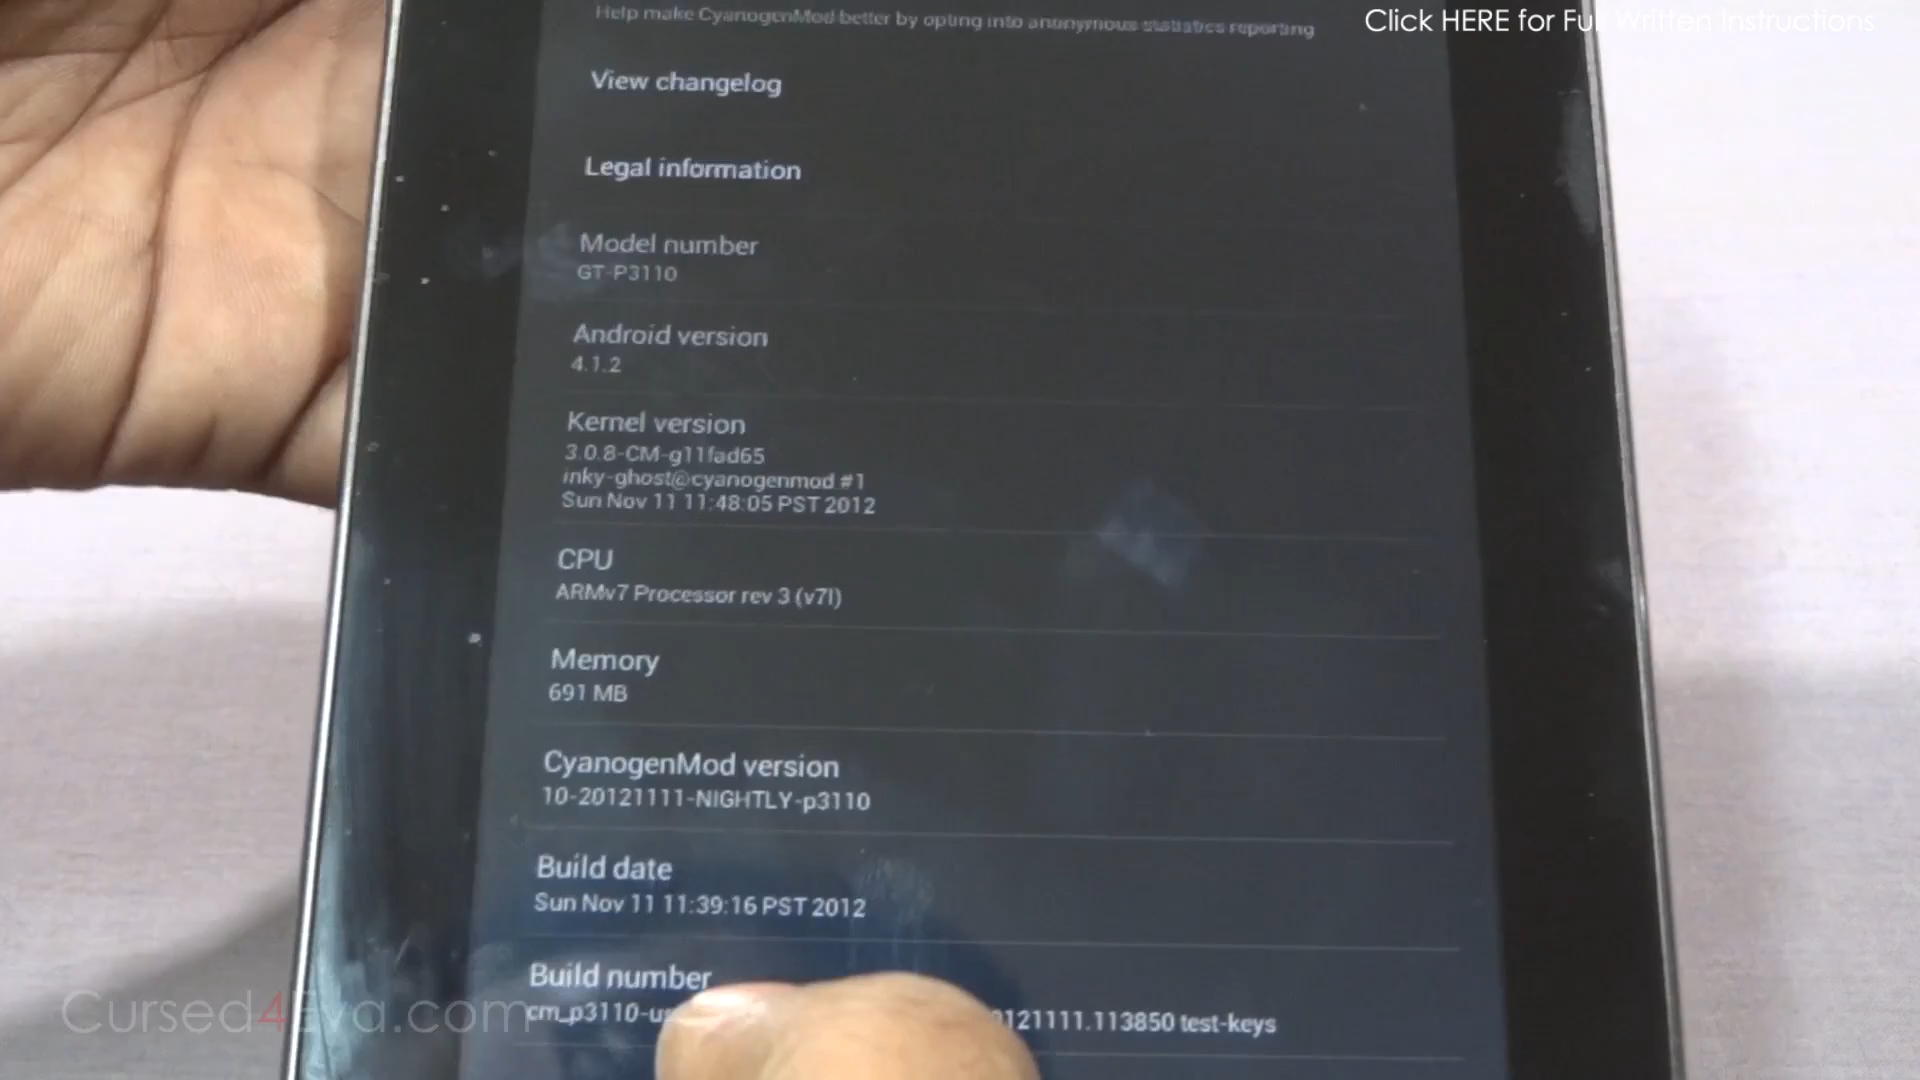 Help make CyanogenMod better by opting into anonymous statistics reporting
Click HERE for Full Written Instructions
View changelog
Legal information
Model number
GT-P3110
Android version
4.1.2
Kernel version
3.0.8-CM-g11fad65
inky-ghost@cyanogenmod #1
Sun Nov 11 11:48:05 PST 2012
CPU
ARMv7 Processor rev 3 (v7l)
Memory
691 MB
CyanogenMod version
10-20121111-NIGHTLY-p3110
Build date
Sun Nov 11 11:39:16 PST 2012
Build number
cm_p3110-us 0121111.113850 test-keys
Cursed4Eva.com